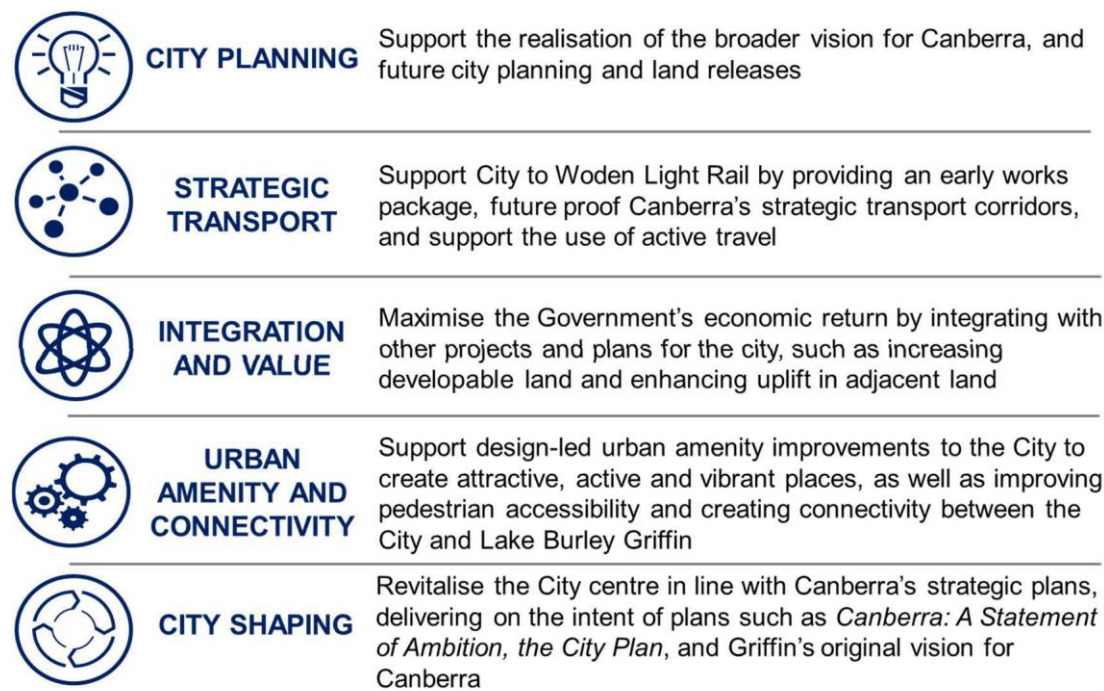 CITY PLANNING
Support the realisation of the broader vision for Canberra, and
future city planning and land releases
STRATEGIC
TRANSPORT
Support City to Woden Light Rail by providing an early works
package, future proof Canberra’s strategic transport corridors,
and support the use of active travel
INTEGRATION
AND VALUE
Maximise the Government’s economic return by integrating with
other projects and plans for the city, such as increasing
developable land and enhancing uplift in adjacent land
URBAN
AMENITY AND
CONNECTIVITY
Support design-led urban amenity improvements to the City to
create attractive, active and vibrant places, as well as improving
pedestrian accessibility and creating connectivity between the
City and Lake Burley Griffin
CITY SHAPING
Revitalise the City centre in line with Canberra’s strategic plans,
delivering on the intent of plans such as Canberra: A Statement
of Ambition, the City Plan, and Griffin’s original vision for
Canberra